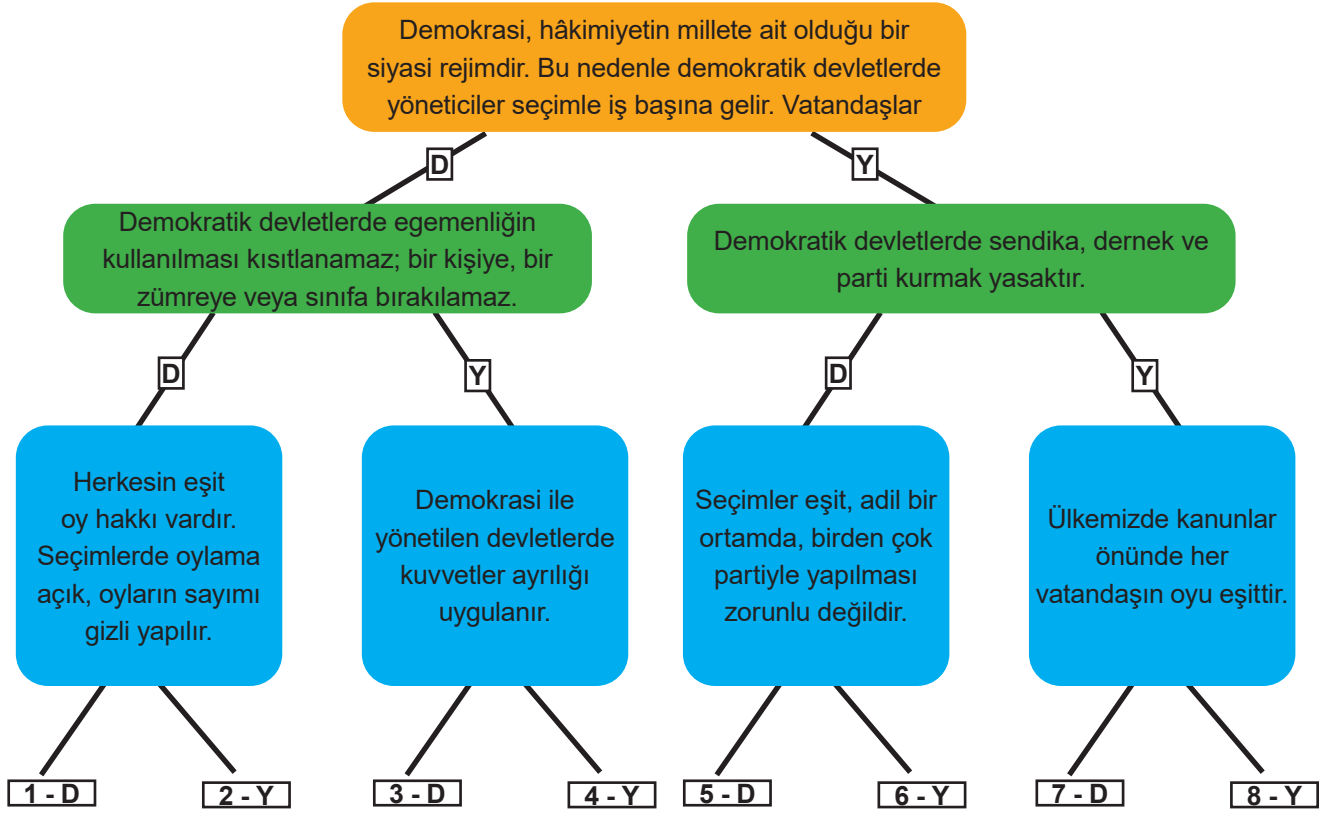 Demokrasi, hâkimiyetin millete ait olduğu bir
siyasi rejimdir. Bu nedenle demokratik devletlerde
yöneticiler seçimle iş başına gelir. Vatandaşlar
D
Y
Demokratik devletlerde egemenliğin
kullanılması kısıtlanamaz; bir kişiye, bir
zümreye veya sınıfa bırakılamaz.
Demokratik devletlerde sendika, dernek ve
parti kurmak yasaktır.
D
Y
D
Y
Herkesin eşit
oy hakkı vardır.
Seçimlerde oylama
açık, oyların sayımı
gizli yapılır.
Demokrasi ile
yönetilen devletlerde
kuvvetler ayrılığı
uygulanır.
Seçimler eşit, adil bir
ortamda, birden çok
partiyle yapılması
zorunlu değildir.
Ülkemizde kanunlar
önünde her
vatandaşın oyu eşittir.
1 - D
2 - Y
3 - D
4 - Y
5 - D
6 - Y
7 - D
8 - Y